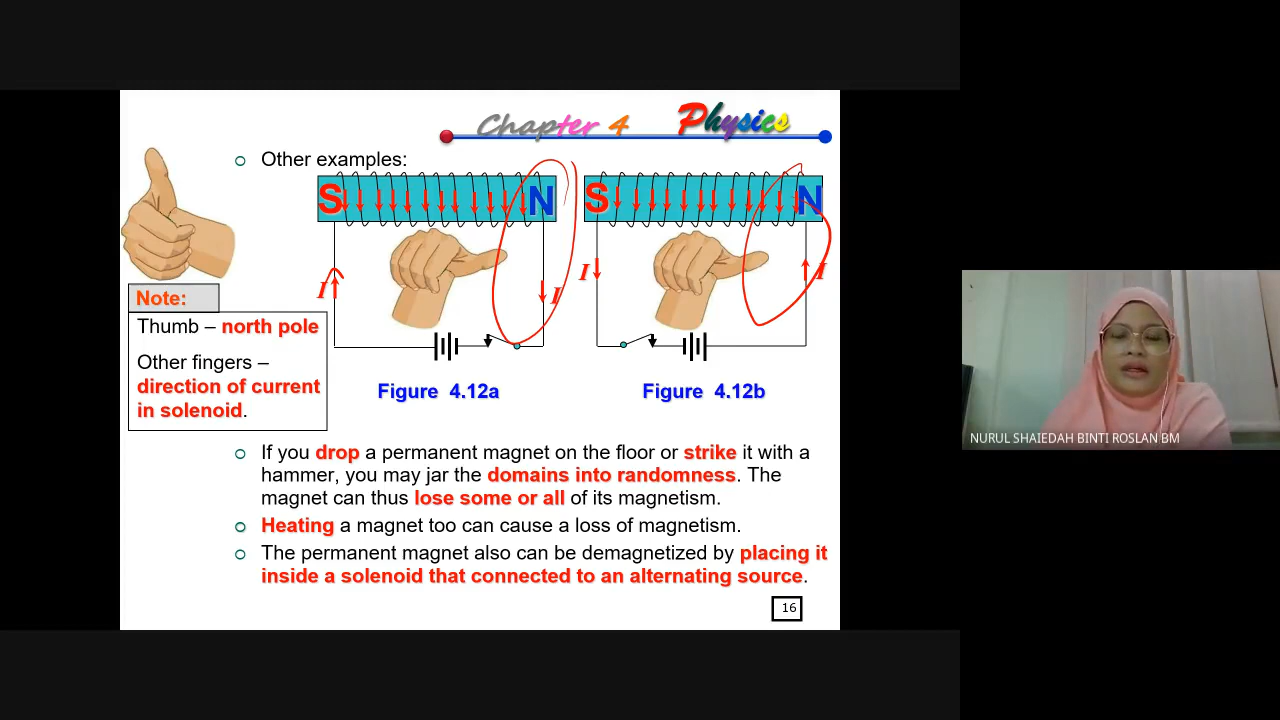 Chapter 4 Physics
Other examples:
S N
S N
I I
I I
Note:
Thumb – north pole
Other fingers –
direction of current
in solenoid.
Figure 4.12a
Figure 4.12b
If you drop a permanent magnet on the floor or strike it with a
hammer, you may jar the domains into randomness. The
magnet can thus lose some or all of its magnetism.
Heating a magnet too can cause a loss of magnetism.
The permanent magnet also can be demagnetized by placing it
inside a solenoid that connected to an alternating source.
16
NURUL SHAIEDAH BINTI ROSLAN BM